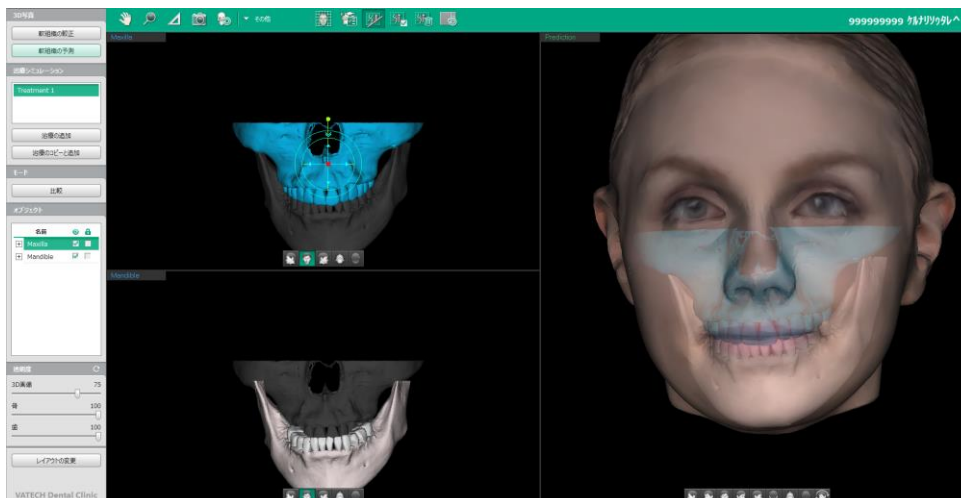 3D写真
軟組織の較正
軟組織の予測
治療シミュレーション
Treatment 1
治療の追加
治療のコピーと追加
モード
比較
オブジェクト
名前
Maxilla
Mandible
透明度
3D画像 75
骨 100
歯 100
レイアウトの変更
VATECH Dental Clinic
その他
999999999
Maxilla
Mandible
Prediction